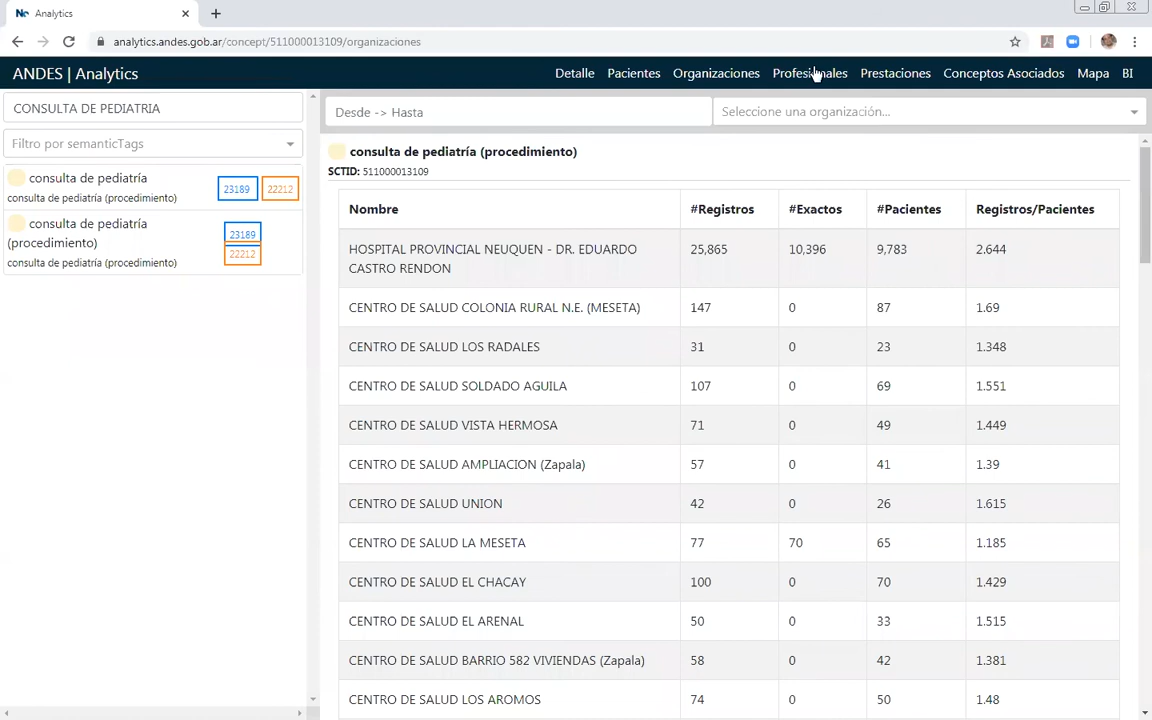 Analytics
analytics.andes.gob.ar/concept/511000013109/organizaciones
ANDES | Analytics
Detalle Pacientes Organizaciones Profesionales Prestaciones Conceptos Asociados Mapa BI
CONSULTA DE PEDIATRIA
Filtro por semanticTags
consulta de pediatría
consulta de pediatría (procedimiento)
23189 22212
consulta de pediatría
(procedimiento)
consulta de pediatría (procedimiento)
23189
22212
Desde -> Hasta
Seleccione una organización...
consulta de pediatría (procedimiento)
SCTID: 511000013109
Nombre #Registros #Exactos #Pacientes Registros/Pacientes
HOSPITAL PROVINCIAL NEUQUEN - DR. EDUARDO
CASTRO RENDON
25,865 10,396 9,783 2.644
CENTRO DE SALUD COLONIA RURAL N.E. (MESETA) 147 0 87 1.69
CENTRO DE SALUD LOS RADALES 31 0 23 1.348
CENTRO DE SALUD SOLDADO AGUILA 107 0 69 1.551
CENTRO DE SALUD VISTA HERMOSA 71 0 49 1.449
CENTRO DE SALUD AMPLIACION (Zapala) 57 0 41 1.39
CENTRO DE SALUD UNION 42 0 26 1.615
CENTRO DE SALUD LA MESETA 77 70 65 1.185
CENTRO DE SALUD EL CHACAY 100 0 70 1.429
CENTRO DE SALUD EL ARENAL 50 0 33 1.515
CENTRO DE SALUD BARRIO 582 VIVIENDAS (Zapala) 58 0 42 1.381
CENTRO DE SALUD LOS AROMOS 74 0 50 1.48